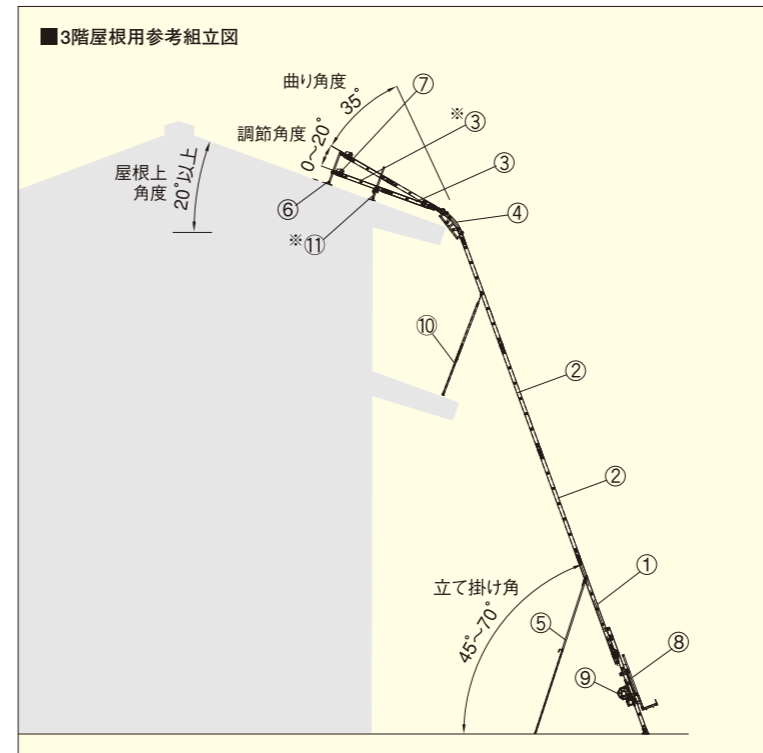 ■3階屋根用参考組立図
曲り角度
⑦
35°
※③
調節角度
0〜20°
③
屋根上
角度
20°以上
④
⑥
※⑪
⑩
②
②
立て掛け角
①
45°〜70°
⑤
⑧
⑨